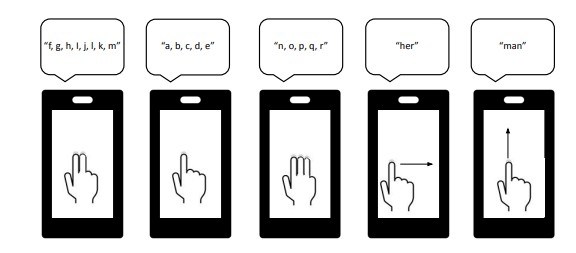 “f, g, h, I, j, l, k, m”
“a, b, c, d, e”
“n, o, p, q, r”
“her”
“man”